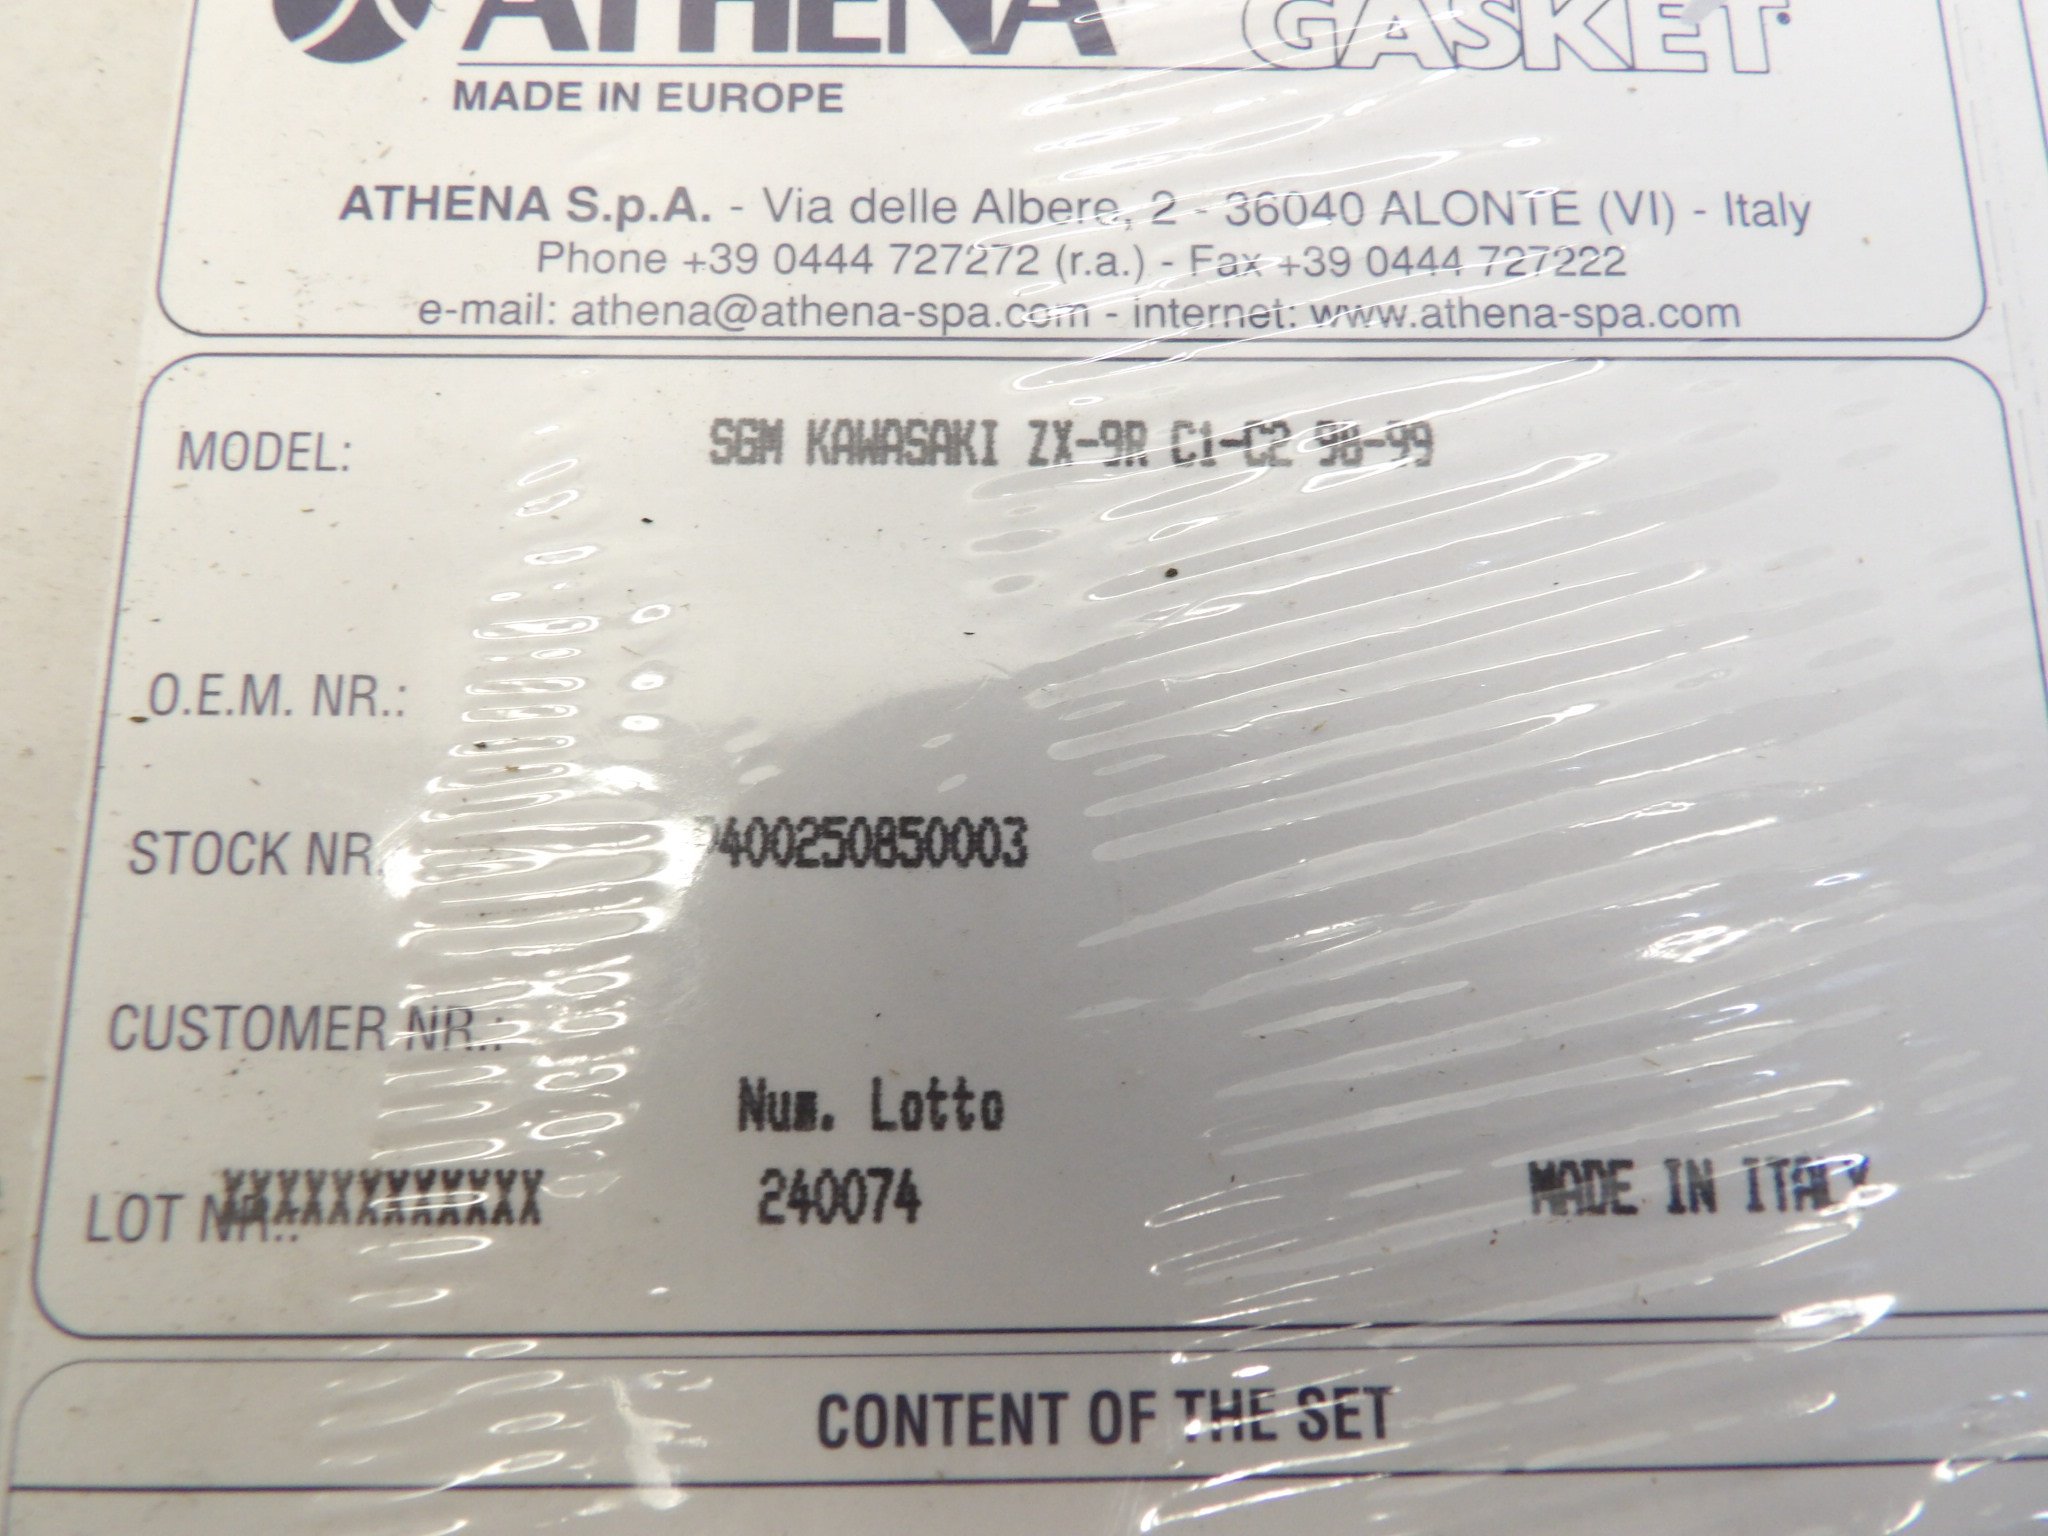 ATHENA GASKET
MADE IN EUROPE
ATHENA S.p.A. - Via delle Albere, 2 - 36040 ALONTE (VI) - Italy
Phone +39 0444 727272 (r.a.) - Fax +39 0444 727222
e-mail: athena@athena-spa.com - internet: www.athena-spa.com
MODEL: SGM KAWASAKI ZX-9R C1-C2 98-99
O.E.M. NR.:
STOCK NR. P400250850003
CUSTOMER NR.:
Num. Lotto
LOT NR.: XXXXXXXXXXXX 240074 MADE IN ITALY
CONTENT OF THE SET